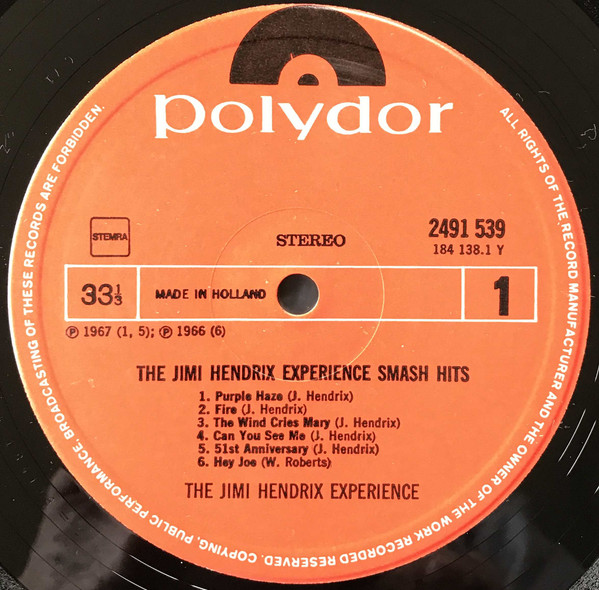 polydor
STEMRA
STEREO
2491 539
184 138.1 Y
33⅓
MADE IN HOLLAND
1
℗ 1967 (1, 5); ℗ 1966 (6)
THE JIMI HENDRIX EXPERIENCE SMASH HITS
1. Purple Haze (J. Hendrix)
2. Fire (J. Hendrix)
3. The Wind Cries Mary (J. Hendrix)
4. Can You See Me (J. Hendrix)
5. 51st Anniversary (J. Hendrix)
6. Hey Joe (W. Roberts)
THE JIMI HENDRIX EXPERIENCE
ALL RIGHTS OF THE RECORD MANUFACTURER AND THE OWNER OF THE WORK RECORDED RESERVED. COPYING, PUBLIC PERFORMANCE, BROADCASTING OF THESE RECORDS ARE FORBIDDEN.